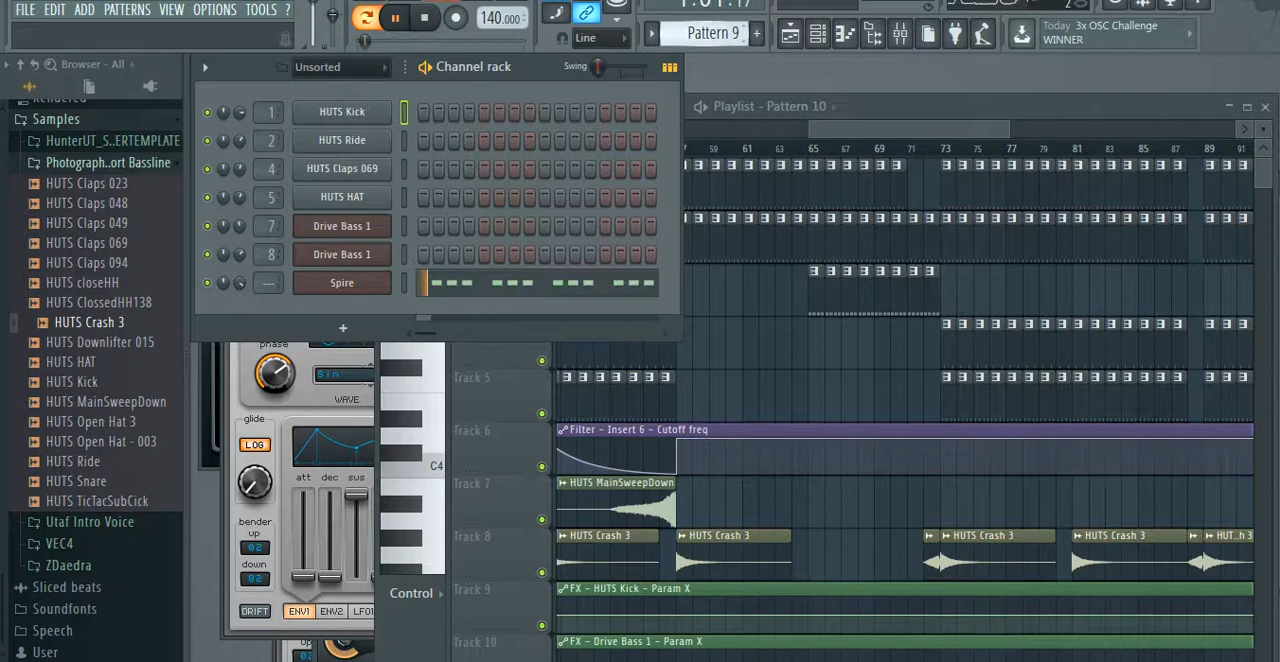 FILE EDIT ADD PATTERNS VIEW OPTIONS TOOLS ?
140.000
Line
Pattern 9 +
Today 3x OSC Challenge
WINNER
Browser - All
Unsorted
Channel rack
Swing
Samples
HunterUT_S..ERTEMPLATE
Photograph..ort Bassline
HUTS Claps 023
HUTS Claps 048
HUTS Claps 049
HUTS Claps 069
HUTS Claps 094
HUTS closeHH
HUTS ClossedHH138
HUTS Crash 3
HUTS Downlifter 015
HUTS HAT
HUTS Kick
HUTS MainSweepDown
HUTS Open Hat 3
HUTS Open Hat - 003
HUTS Ride
HUTS Snare
HUTS TicTacSubCick
Utaf Intro Voice
VEC4
ZDaedra
Sliced beats
Soundfonts
Speech
User
1 HUTS Kick
2 HUTS Ride
4 HUTS Claps 069
5 HUTS HAT
7 Drive Bass 1
8 Drive Bass 1
--- Spire
+
Playlist - Pattern 10
59 61 63 65 67 69 71 73 75 77 79 81 83 85 87 89 91
phase
Sin
WAVE
glide
LOG
att dec sus
bender
up
02
down
02
DRIFT ENV1 ENV2 LFO1
C4
Control
Track 5
Track 6
Track 7
Track 8
Track 9
Track 10
Filter - Insert 6 - Cutoff freq
HUTS MainSweepDown
HUTS Crash 3
HUTS Crash 3
HUTS Crash 3
HUTS Crash 3
HUT..h 3
FX - HUTS Kick - Param X
FX - Drive Bass 1 - Param X